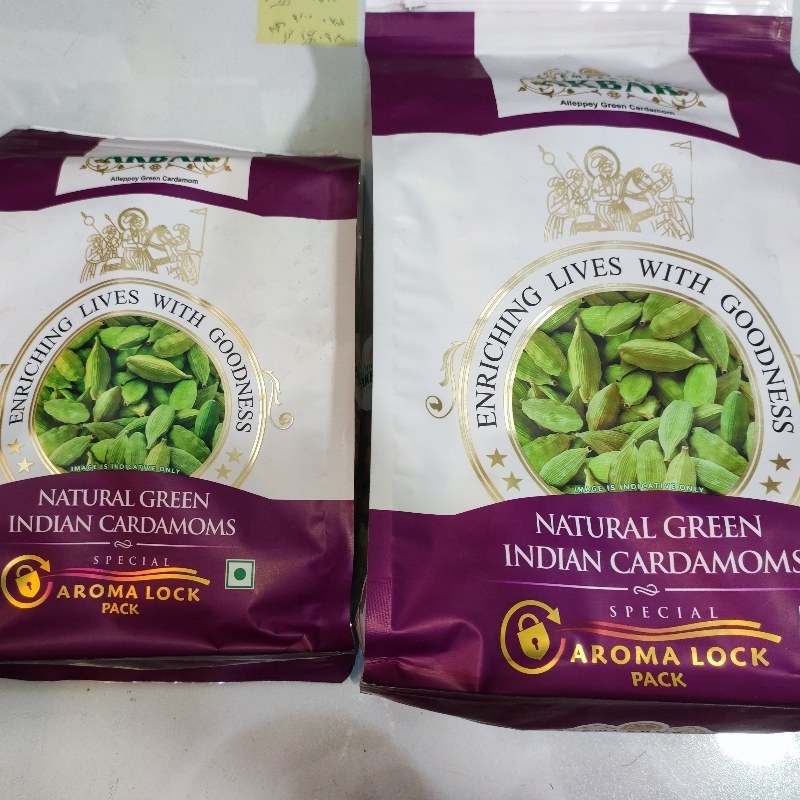 AKBAR
Alleppey Green Cardamom
ENRICHING LIVES WITH GOODNESS
IMAGE IS INDICATIVE ONLY
NATURAL GREEN
INDIAN CARDAMOMS
SPECIAL
AROMA LOCK
PACK
AKBAR
Alleppey Green Cardamom
ENRICHING LIVES WITH GOODNESS
IMAGE IS INDICATIVE ONLY
NATURAL GREEN
INDIAN CARDAMOMS
SPECIAL
AROMA LOCK
PACK